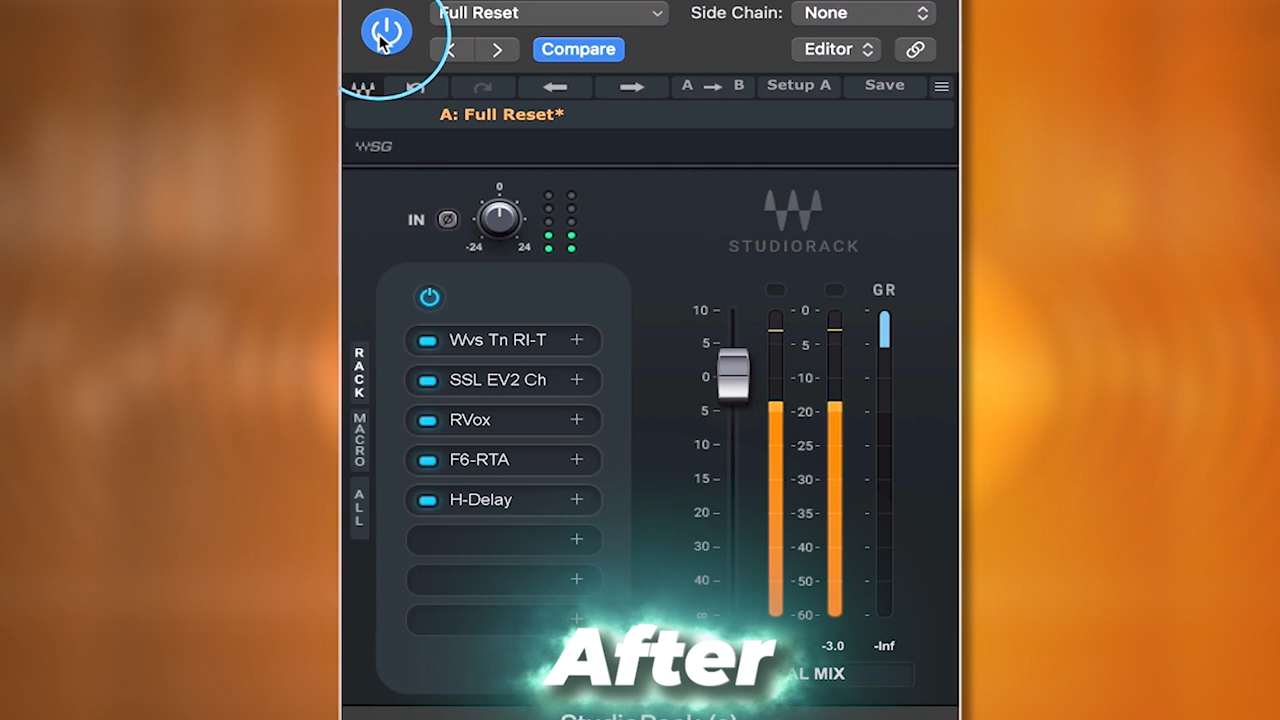 Full Reset Side Chain: None
Compare Editor
A → B Setup A Save
A: Full Reset*
WSG
0
IN
-24 24
STUDIORACK
GR
RACK
MACRO
ALL
Wvs Tn RI-T +
SSL EV2 Ch +
RVox +
F6-RTA +
H-Delay +
+
+
+
10
5
0
5
10
15
20
30
40
∞
- 0 -
- 5 -
-10-
-20-
-25-
-30-
-35-
-40-
-50-
-60-
-3.0 -Inf
AL MIX
After
StudioRack (s)